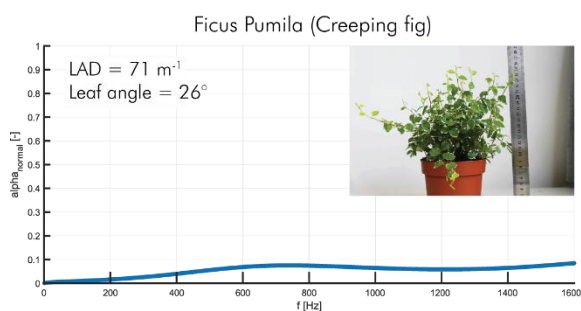 Ficus Pumila (Creeping fig)
LAD = 71 m⁻¹
Leaf angle = 26°
alpha_normal [-]
1
0.9
0.8
0.7
0.6
0.5
0.4
0.3
0.2
0.1
0
0 200 400 600 800 1000 1200 1400 1600
f [Hz]